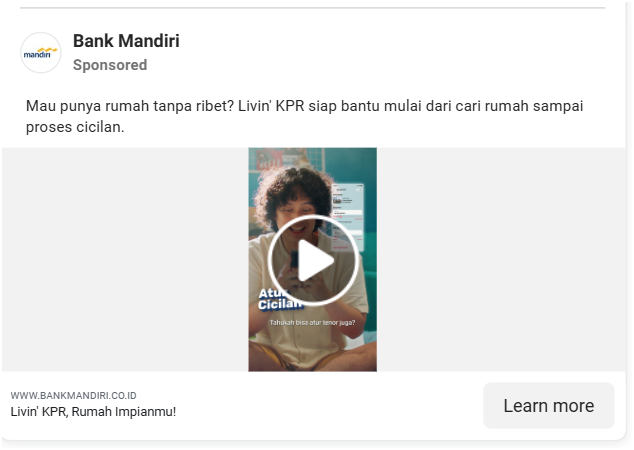 mandiri
Bank Mandiri
Sponsored
Mau punya rumah tanpa ribet? Livin' KPR siap bantu mulai dari cari rumah sampai
proses cicilan.
Atur
Cicilan
Tahukah bisa atur tenor juga?
WWW.BANKMANDIRI.CO.ID
Livin' KPR, Rumah Impianmu!
Learn more